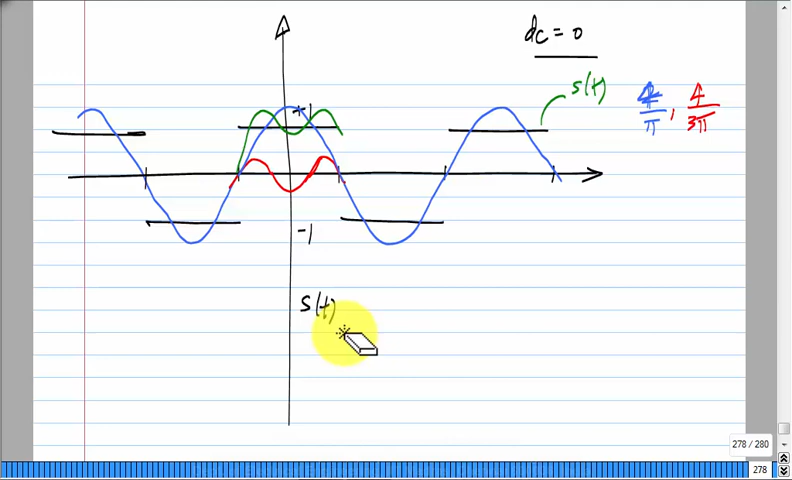 dc = 0
s(t)
4/π, 4/3π
+1
-1
s(t)
278 / 280
278